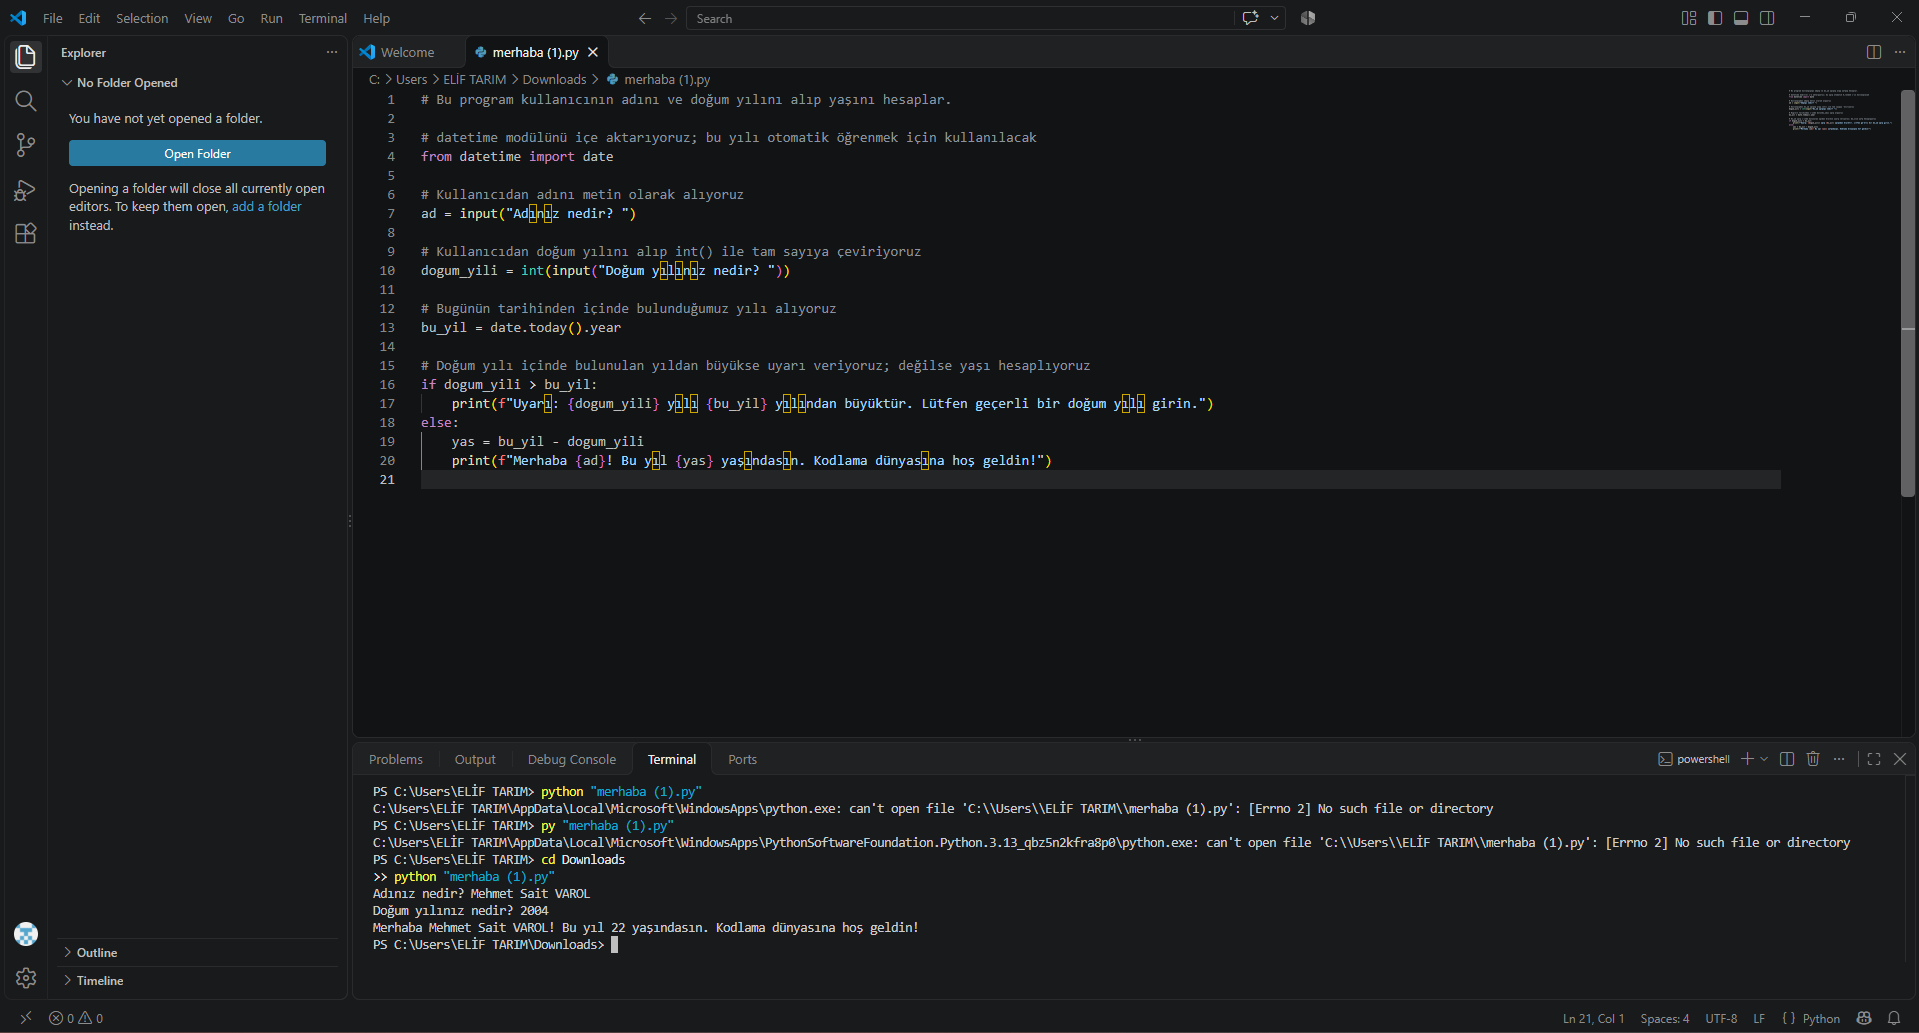 File Edit Selection View Go Run Terminal Help
Search
Explorer
No Folder Opened
You have not yet opened a folder.
Open Folder
Opening a folder will close all currently open
editors. To keep them open, add a folder
instead.
Outline
Timeline
Welcome merhaba (1).py
C: > Users > ELİF TARIM > Downloads > merhaba (1).py
1 # Bu program kullanıcının adını ve doğum yılını alıp yaşını hesaplar.
2
3 # datetime modülünü içe aktarıyoruz; bu yılı otomatik öğrenmek için kullanılacak
4 from datetime import date
5
6 # Kullanıcıdan adını metin olarak alıyoruz
7 ad = input("Adınız nedir? ")
8
9 # Kullanıcıdan doğum yılını alıp int() ile tam sayıya çeviriyoruz
10 dogum_yili = int(input("Doğum yılınız nedir? "))
11
12 # Bugünün tarihinden içinde bulunduğumuz yılı alıyoruz
13 bu_yil = date.today().year
14
15 # Doğum yılı içinde bulunulan yıldan büyükse uyarı veriyoruz; değilse yaşı hesaplıyoruz
16 if dogum_yili > bu_yil:
17     print(f"Uyarı: {dogum_yili} yılı {bu_yil} yılından büyüktür. Lütfen geçerli bir doğum yılı girin.")
18 else:
19     yas = bu_yil - dogum_yili
20     print(f"Merhaba {ad}! Bu yıl {yas} yaşındasın. Kodlama dünyasına hoş geldin!")
21
Problems Output Debug Console Terminal Ports
powershell
PS C:\Users\ELİF TARIM> python "merhaba (1).py"
C:\Users\ELİF TARIM\AppData\Local\Microsoft\WindowsApps\python.exe: can't open file 'C:\\Users\\ELİF TARIM\\merhaba (1).py': [Errno 2] No such file or directory
PS C:\Users\ELİF TARIM> py "merhaba (1).py"
C:\Users\ELİF TARIM\AppData\Local\Microsoft\WindowsApps\PythonSoftwareFoundation.Python.3.13_qbz5n2kfra8p0\python.exe: can't open file 'C:\\Users\\ELİF TARIM\\merhaba (1).py': [Errno 2] No such file or directory
PS C:\Users\ELİF TARIM> cd Downloads
>> python "merhaba (1).py"
Adınız nedir? Mehmet Sait VAROL
Doğum yılınız nedir? 2004
Merhaba Mehmet Sait VAROL! Bu yıl 22 yaşındasın. Kodlama dünyasına hoş geldin!
PS C:\Users\ELİF TARIM\Downloads>
0 0
Ln 21, Col 1 Spaces: 4 UTF-8 LF {} Python